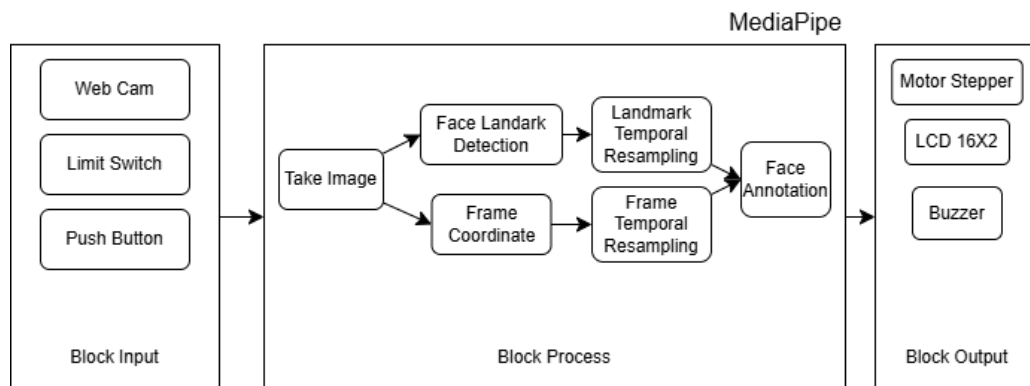 MediaPipe
Web Cam
Limit Switch
Push Button
Block Input
Take Image
Face Landark
Detection
Landmark
Temporal
Resampling
Frame
Coordinate
Frame
Temporal
Resampling
Face
Annotation
Block Process
Motor Stepper
LCD 16X2
Buzzer
Block Output